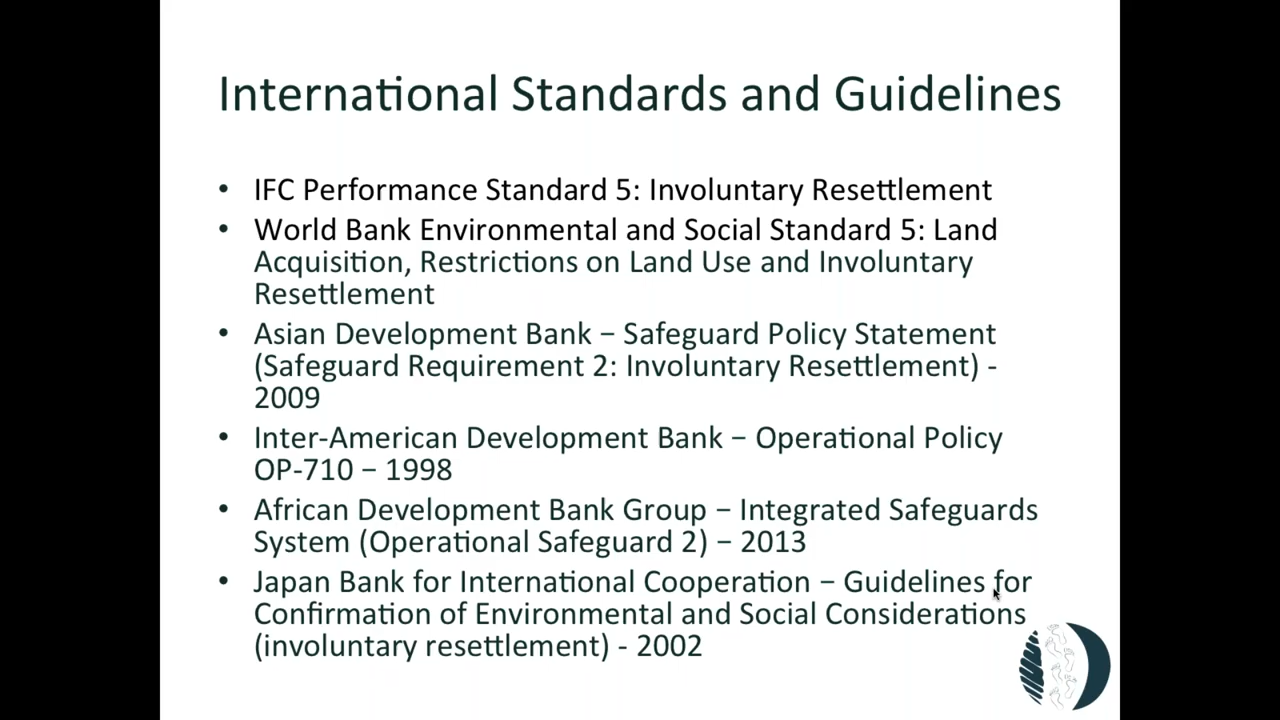 International Standards and Guidelines
• IFC Performance Standard 5: Involuntary Resettlement
• World Bank Environmental and Social Standard 5: Land
Acquisition, Restrictions on Land Use and Involuntary
Resettlement
• Asian Development Bank – Safeguard Policy Statement
(Safeguard Requirement 2: Involuntary Resettlement) -
2009
• Inter-American Development Bank – Operational Policy
OP-710 – 1998
• African Development Bank Group – Integrated Safeguards
System (Operational Safeguard 2) – 2013
• Japan Bank for International Cooperation – Guidelines for
Confirmation of Environmental and Social Considerations
(involuntary resettlement) - 2002